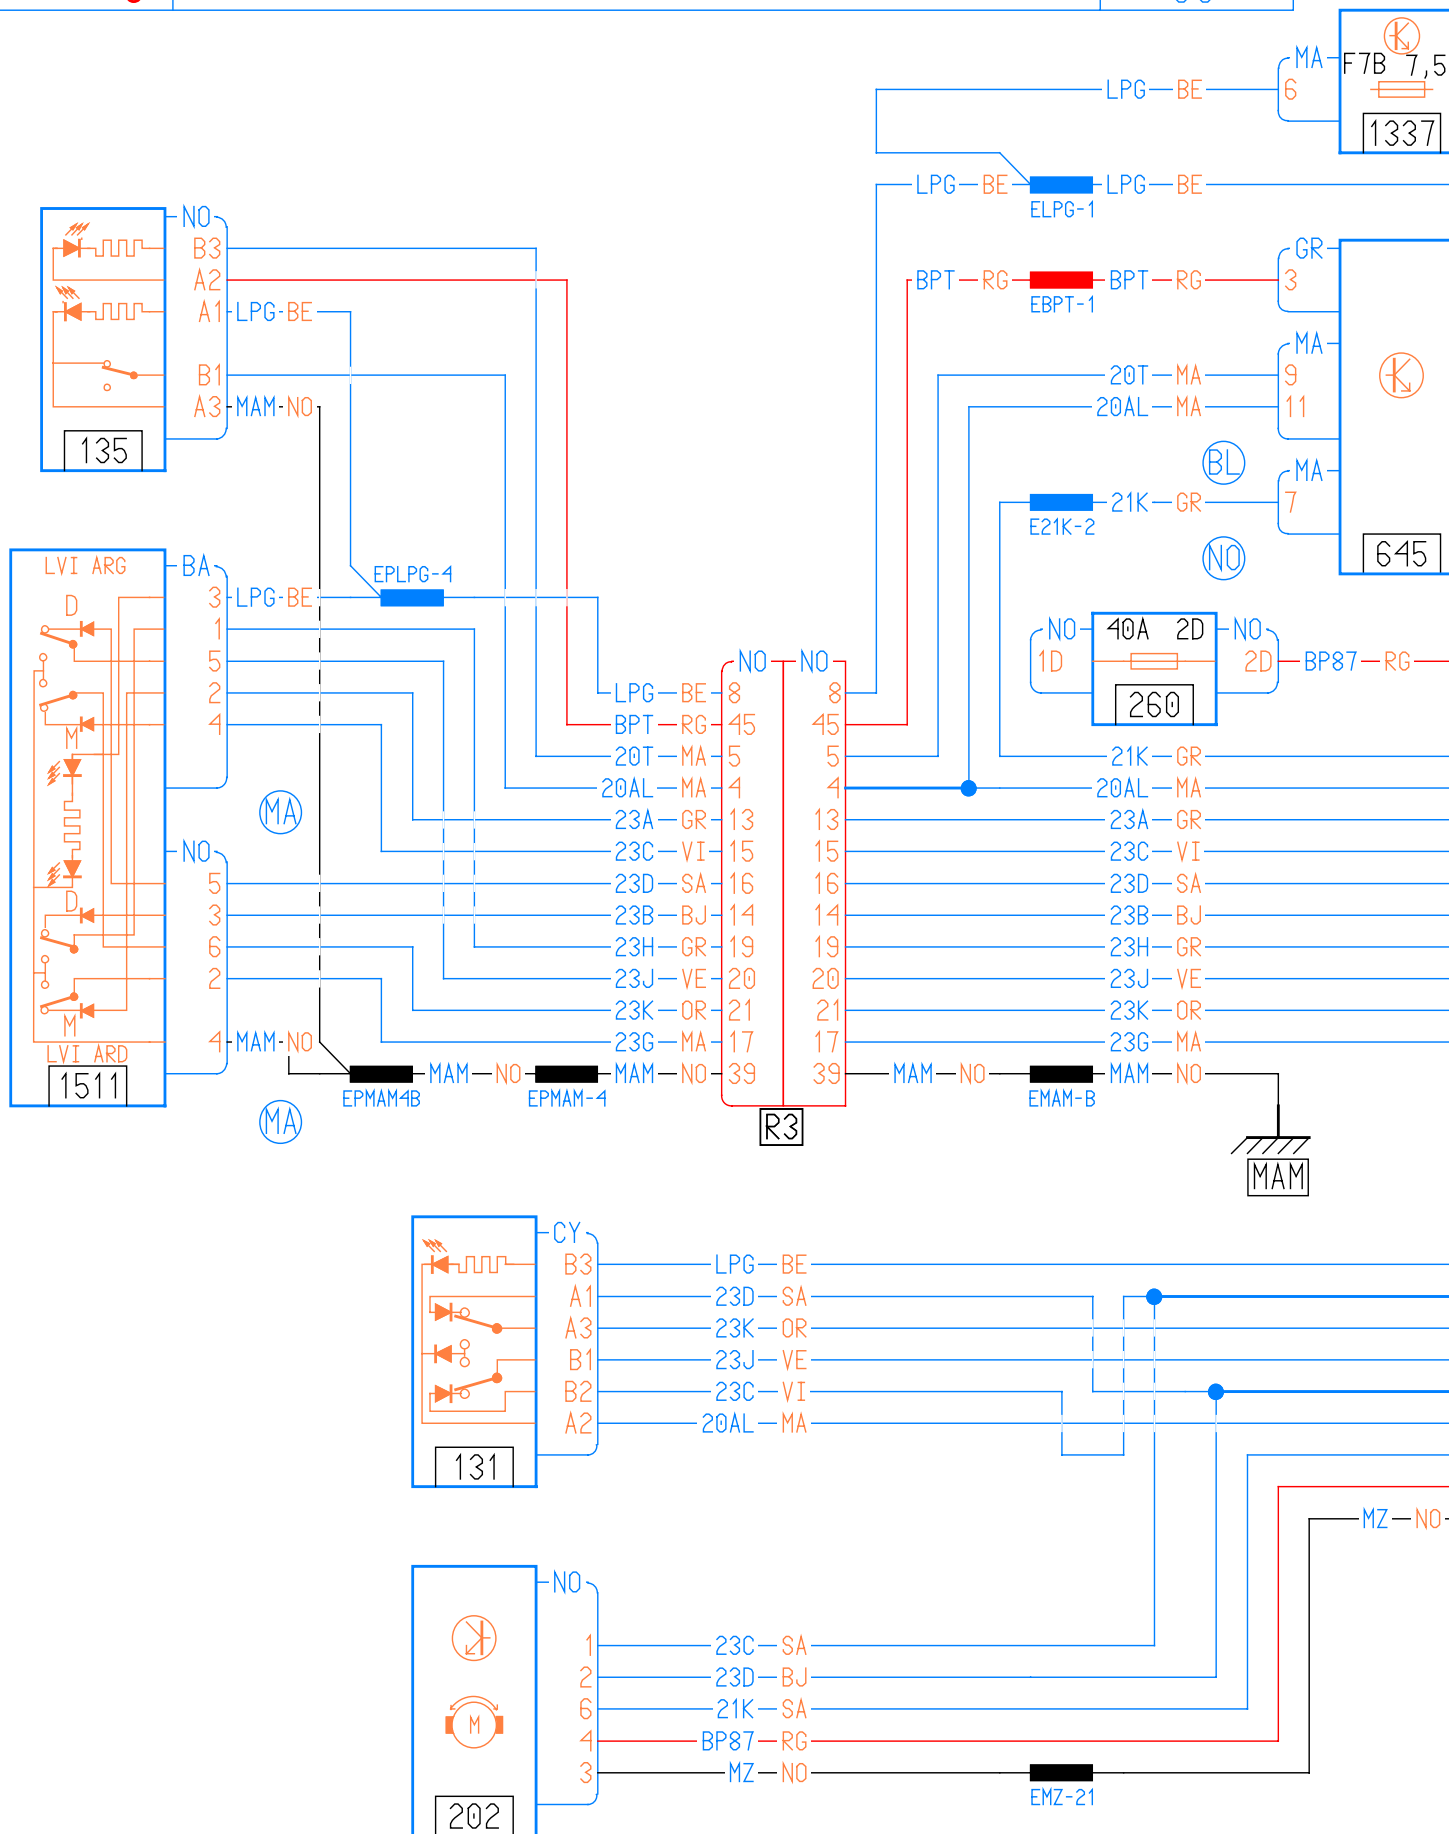 MA
F7B 7,5
LPG BE 6
1337
LPG BE LPG BE
ELPG-1
NO
B3
A2
A1 LPG BE
B1
A3 MAM NO
135
GR
BPT RG BPT RG 3
EBPT-1
MA
20T MA 9
20AL MA 11
BL
MA
21K GR 7
E21K-2
NO
645
LVI ARG BA
EPLPG-4
D 3 LPG BE
1
5
2
M 4
MA
NO
5
D 3
6
2
M
4 MAM NO
LVI ARD
1511
MA
NO 40A 2D NO
1D 2D BP87 RG
260
NO NO
LPG BE 8 8
BPT RG 45 45
20T MA 5 5 21K GR
20AL MA 4 4 20AL MA
23A GR 13 13 23A GR
23C VI 15 15 23C VI
23D SA 16 16 23D SA
23B BJ 14 14 23B BJ
23H GR 19 19 23H GR
23J VE 20 20 23J VE
23K OR 21 21 23K OR
23G MA 17 17 23G MA
MAM NO MAM NO 39 39 MAM NO MAM NO
EPMAM4B EPMAM-4 EMAM-B
R3
MAM
CY
B3 LPG BE
A1 23D SA
A3 23K OR
B1 23J VE
B2 23C VI
A2 20AL MA
131
MZ NO
NO
1 23C SA
2 23D BJ
6 21K SA
M
4 BP87 RG
3 MZ NO
EMZ-21
202